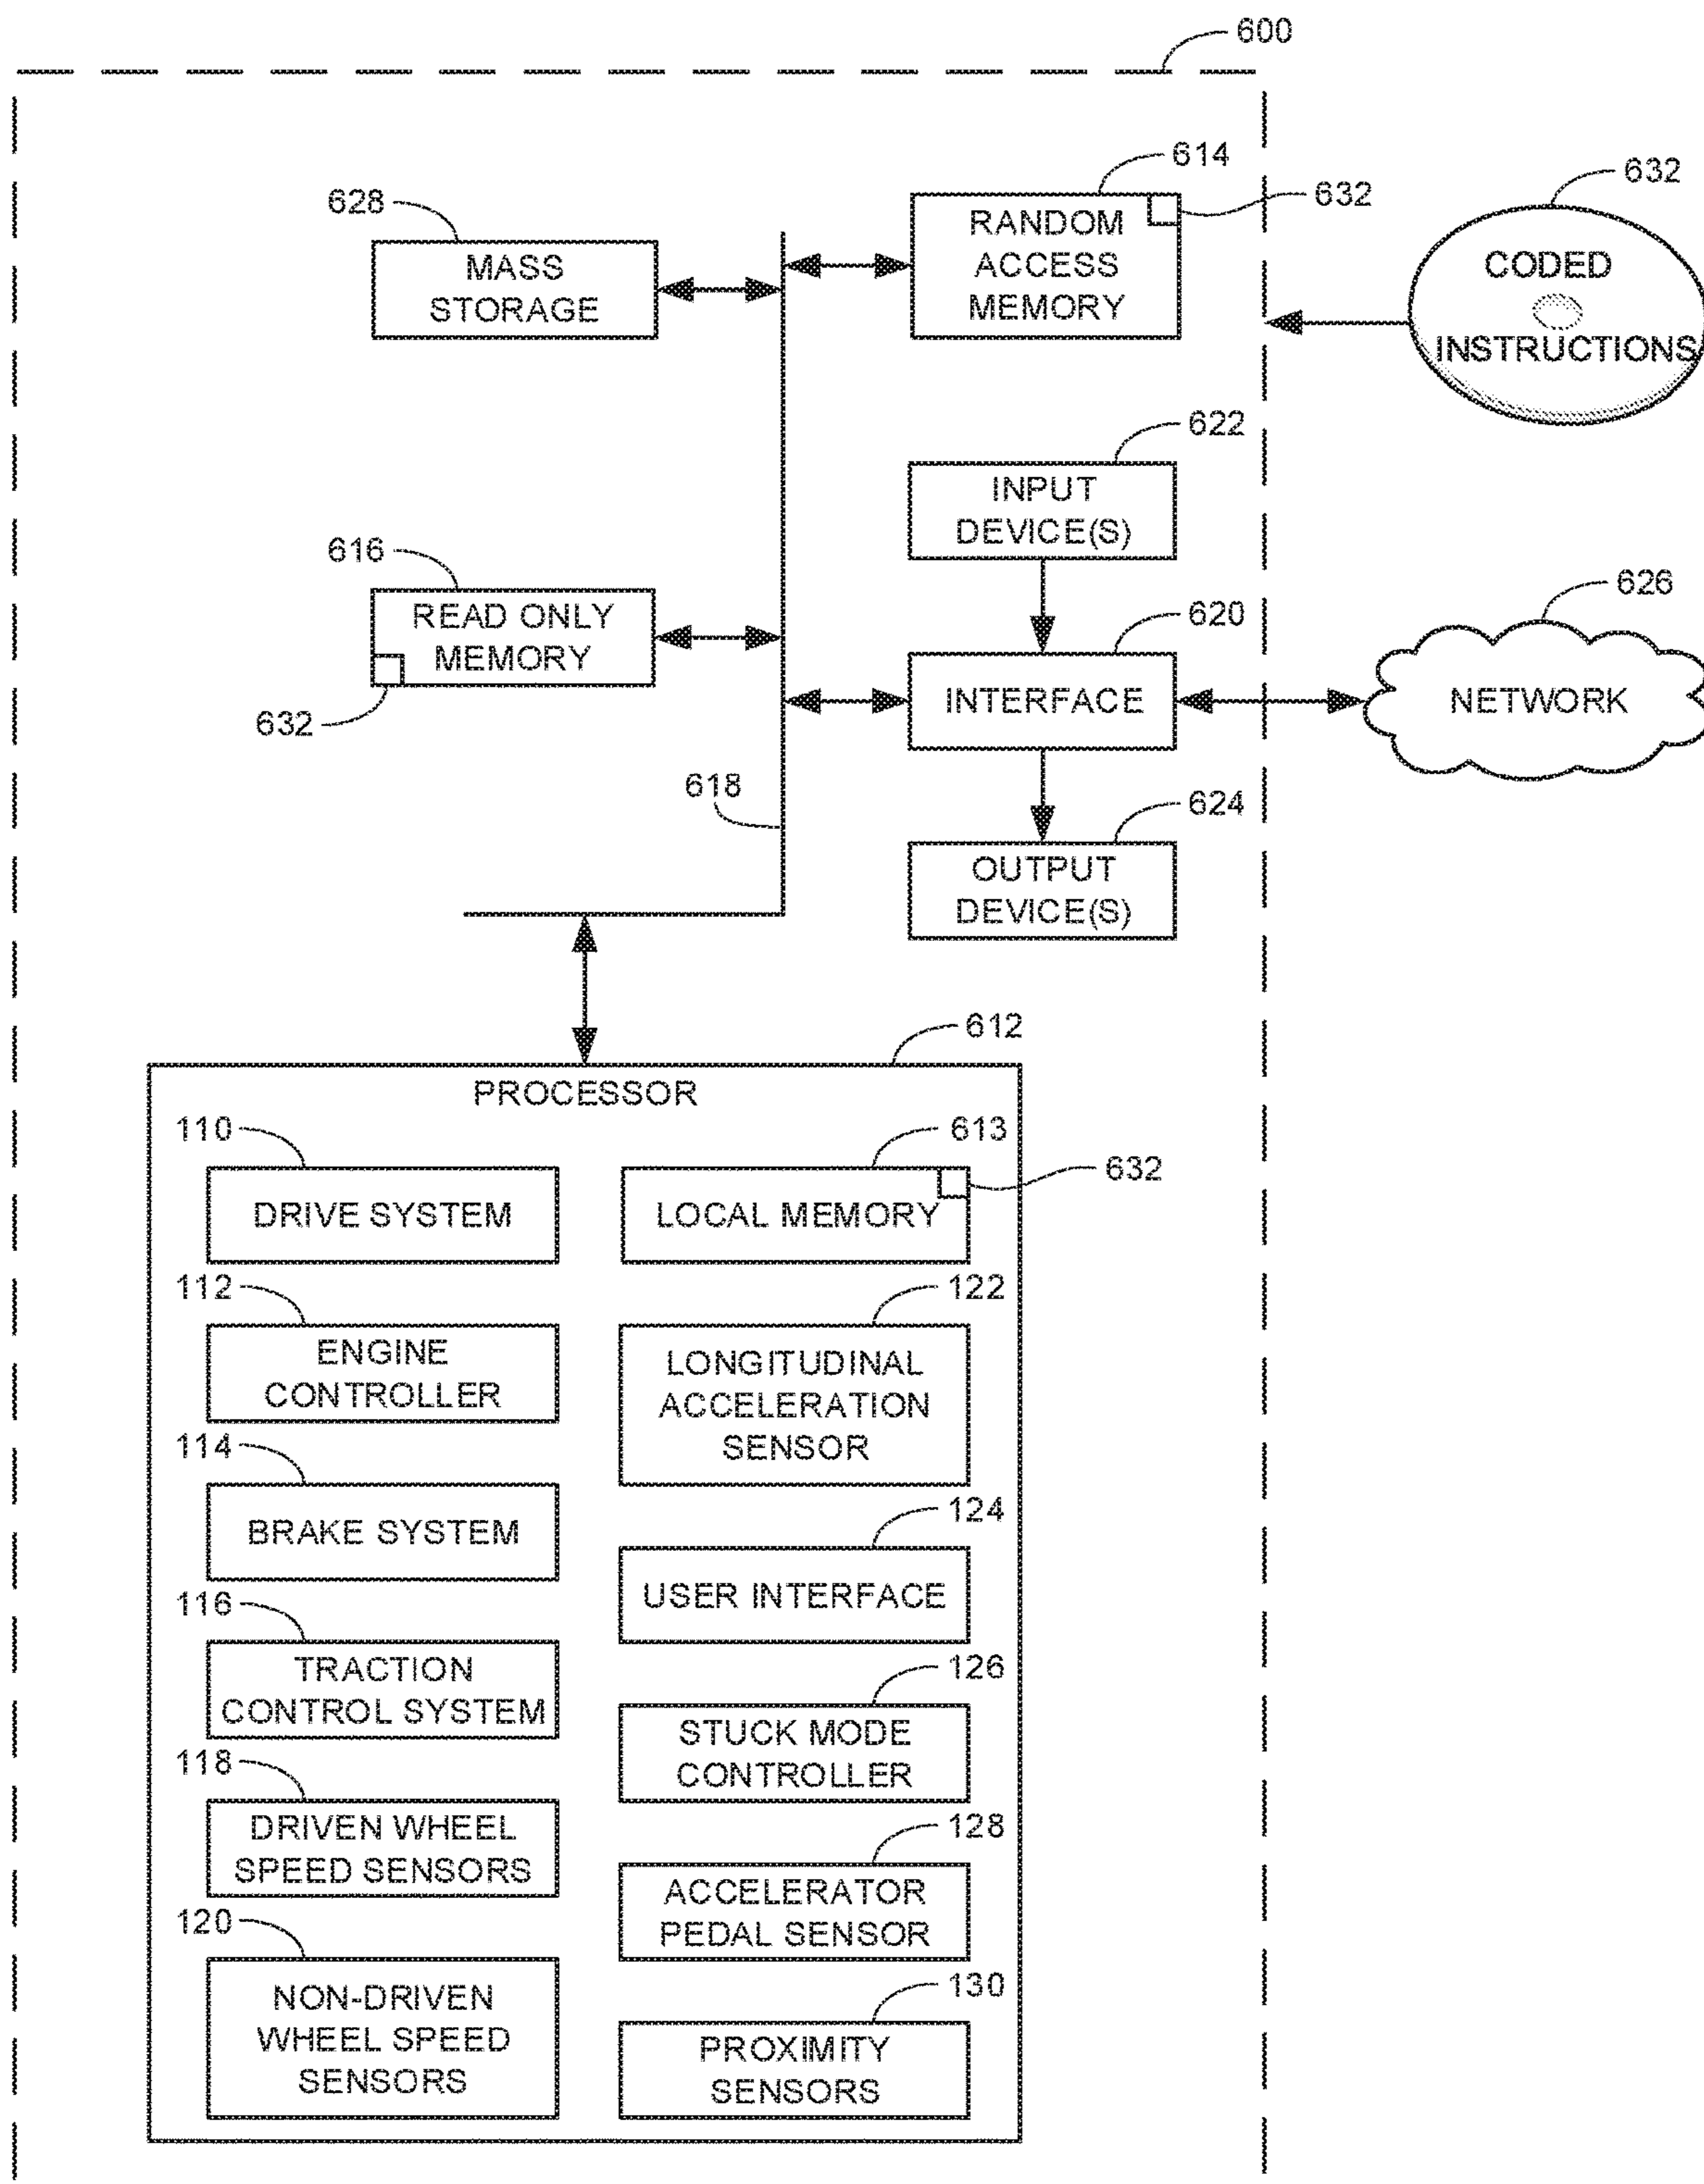 600
614
632
RANDOM
ACCESS
MEMORY
628
MASS
STORAGE
632
CODED
INSTRUCTIONS
622
INPUT
DEVICE(S)
616
READ ONLY
MEMORY
632
620
INTERFACE
626
NETWORK
618
624
OUTPUT
DEVICE(S)
612
PROCESSOR
110
DRIVE SYSTEM
613
632
LOCAL MEMORY
112
ENGINE
CONTROLLER
122
LONGITUDINAL
ACCELERATION
SENSOR
114
BRAKE SYSTEM
124
USER INTERFACE
116
TRACTION
CONTROL SYSTEM
126
STUCK MODE
CONTROLLER
118
DRIVEN WHEEL
SPEED SENSORS
128
ACCELERATOR
PEDAL SENSOR
120
NON-DRIVEN
WHEEL SPEED
SENSORS
130
PROXIMITY
SENSORS